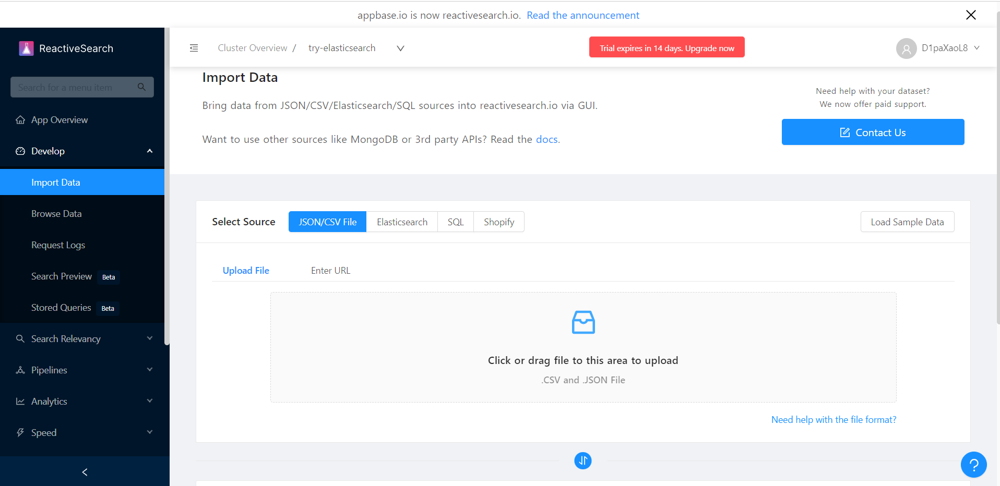 appbase.io is now reactivesearch.io. Read the announcement
ReactiveSearch
Cluster Overview / try-elasticsearch
Trial expires in 14 days. Upgrade now
D1paXaoL8
Search for a menu item
App Overview
Develop
Import Data
Browse Data
Request Logs
Search Preview Beta
Stored Queries Beta
Search Relevancy
Pipelines
Analytics
Speed
Import Data
Bring data from JSON/CSV/Elasticsearch/SQL sources into reactivesearch.io via GUI.
Want to use other sources like MongoDB or 3rd party APIs? Read the docs.
Need help with your dataset?
We now offer paid support.
Contact Us
Select Source JSON/CSV File Elasticsearch SQL Shopify Load Sample Data
Upload File Enter URL
Click or drag file to this area to upload
.CSV and .JSON File
Need help with the file format?